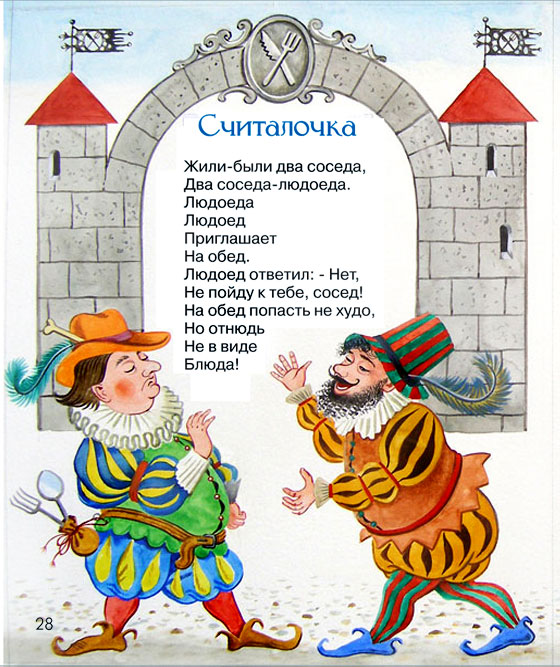 Считалочка
Жили-были два соседа,
Два соседа-людоеда.
Людоеда
Людоед
Приглашает
На обед.
Людоед ответил: - Нет,
Не пойду к тебе, сосед!
На обед попасть не худо,
Но отнюдь
Не в виде
Блюда!
28